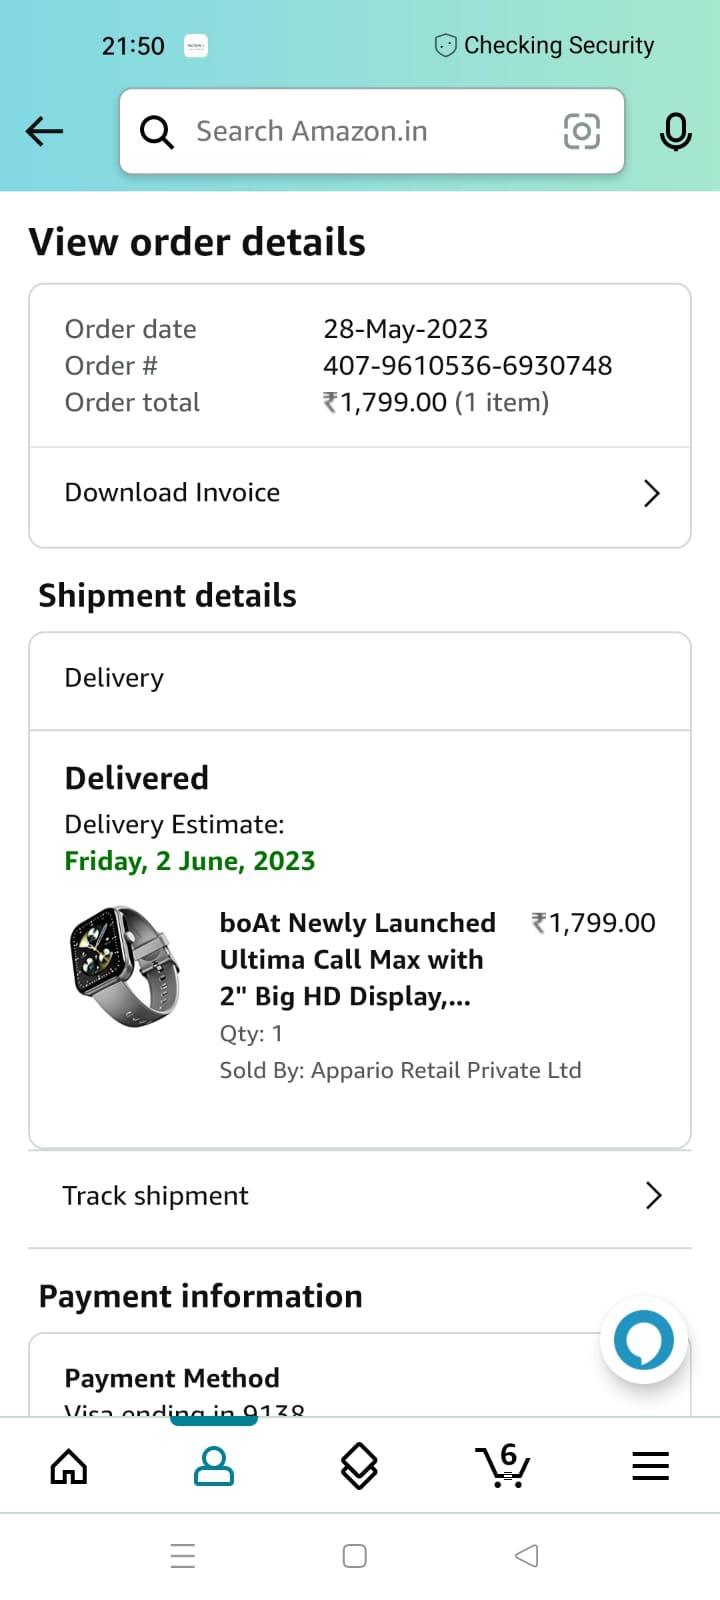 21:50
Checking Security
Search Amazon.in
View order details
Order date 28-May-2023
Order # 407-9610536-6930748
Order total ₹1,799.00 (1 item)
Download Invoice
Shipment details
Delivery
Delivered
Delivery Estimate:
Friday, 2 June, 2023
boAt Newly Launched ₹1,799.00
Ultima Call Max with
2" Big HD Display,...
Qty: 1
Sold By: Appario Retail Private Ltd
Track shipment
Payment information
Payment Method
Visa ending in 9138
6